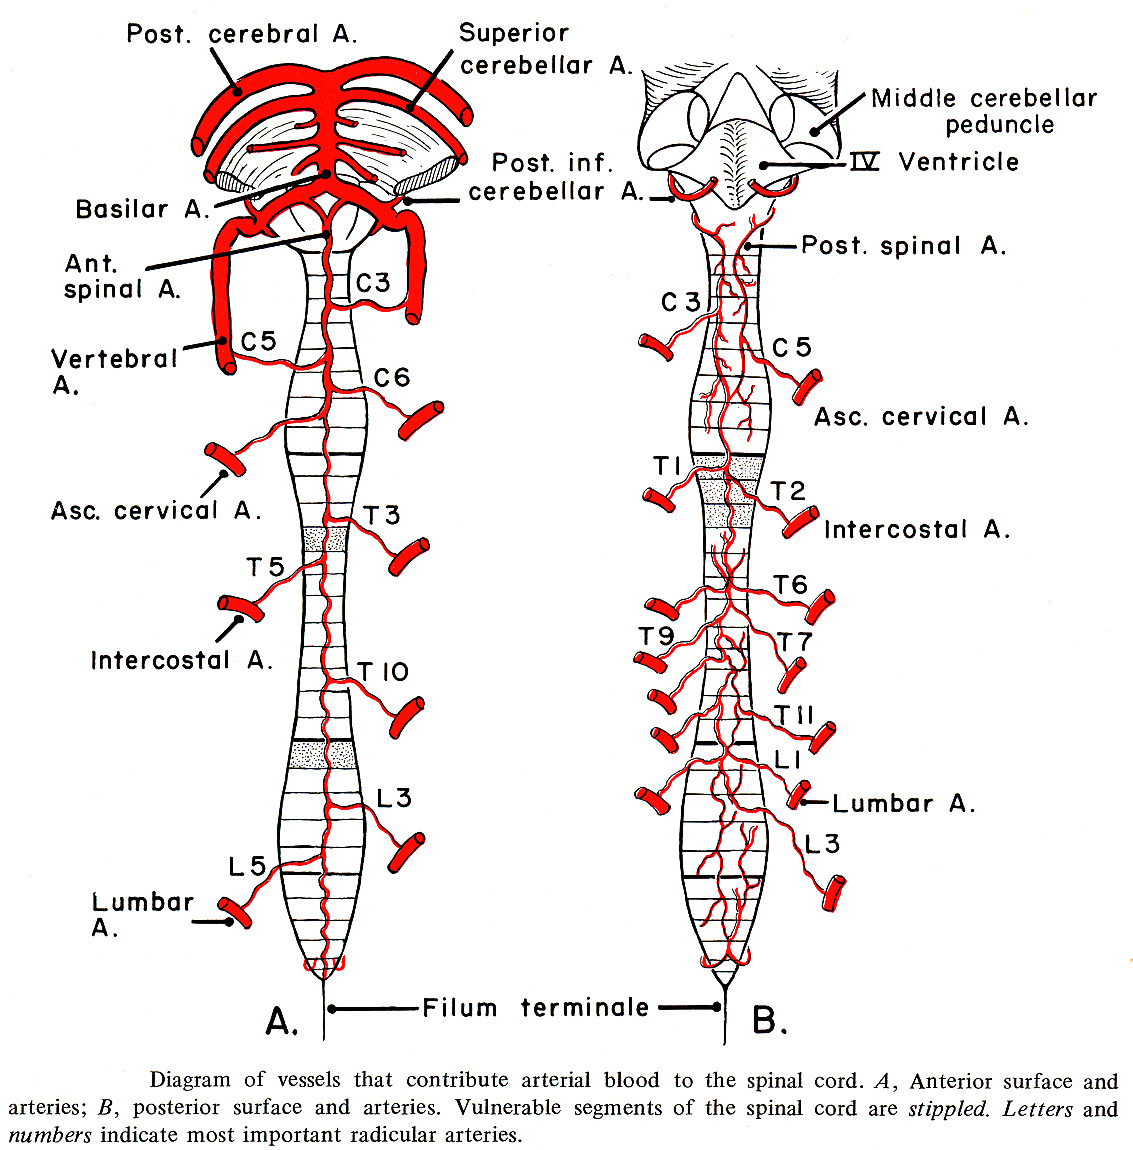 Post. cerebral A.
Superior
cerebellar A.
Post. inf.
cerebellar A.
Basilar A.
Ant.
spinal A.
C3
Vertebral
A.
C5
C6
Asc. cervical A.
T3
T5
Intercostal A.
T10
L3
L5
Lumbar
A.
A.
Filum terminale
Middle cerebellar
peduncle
IV Ventricle
Post. spinal A.
C3
C5
Asc. cervical A.
T1
T2
Intercostal A.
T6
T9
T7
T11
L1
Lumbar A.
L3
B.
Diagram of vessels that contribute arterial blood to the spinal cord. A, Anterior surface and
arteries; B, posterior surface and arteries. Vulnerable segments of the spinal cord are stippled. Letters and
numbers indicate most important radicular arteries.